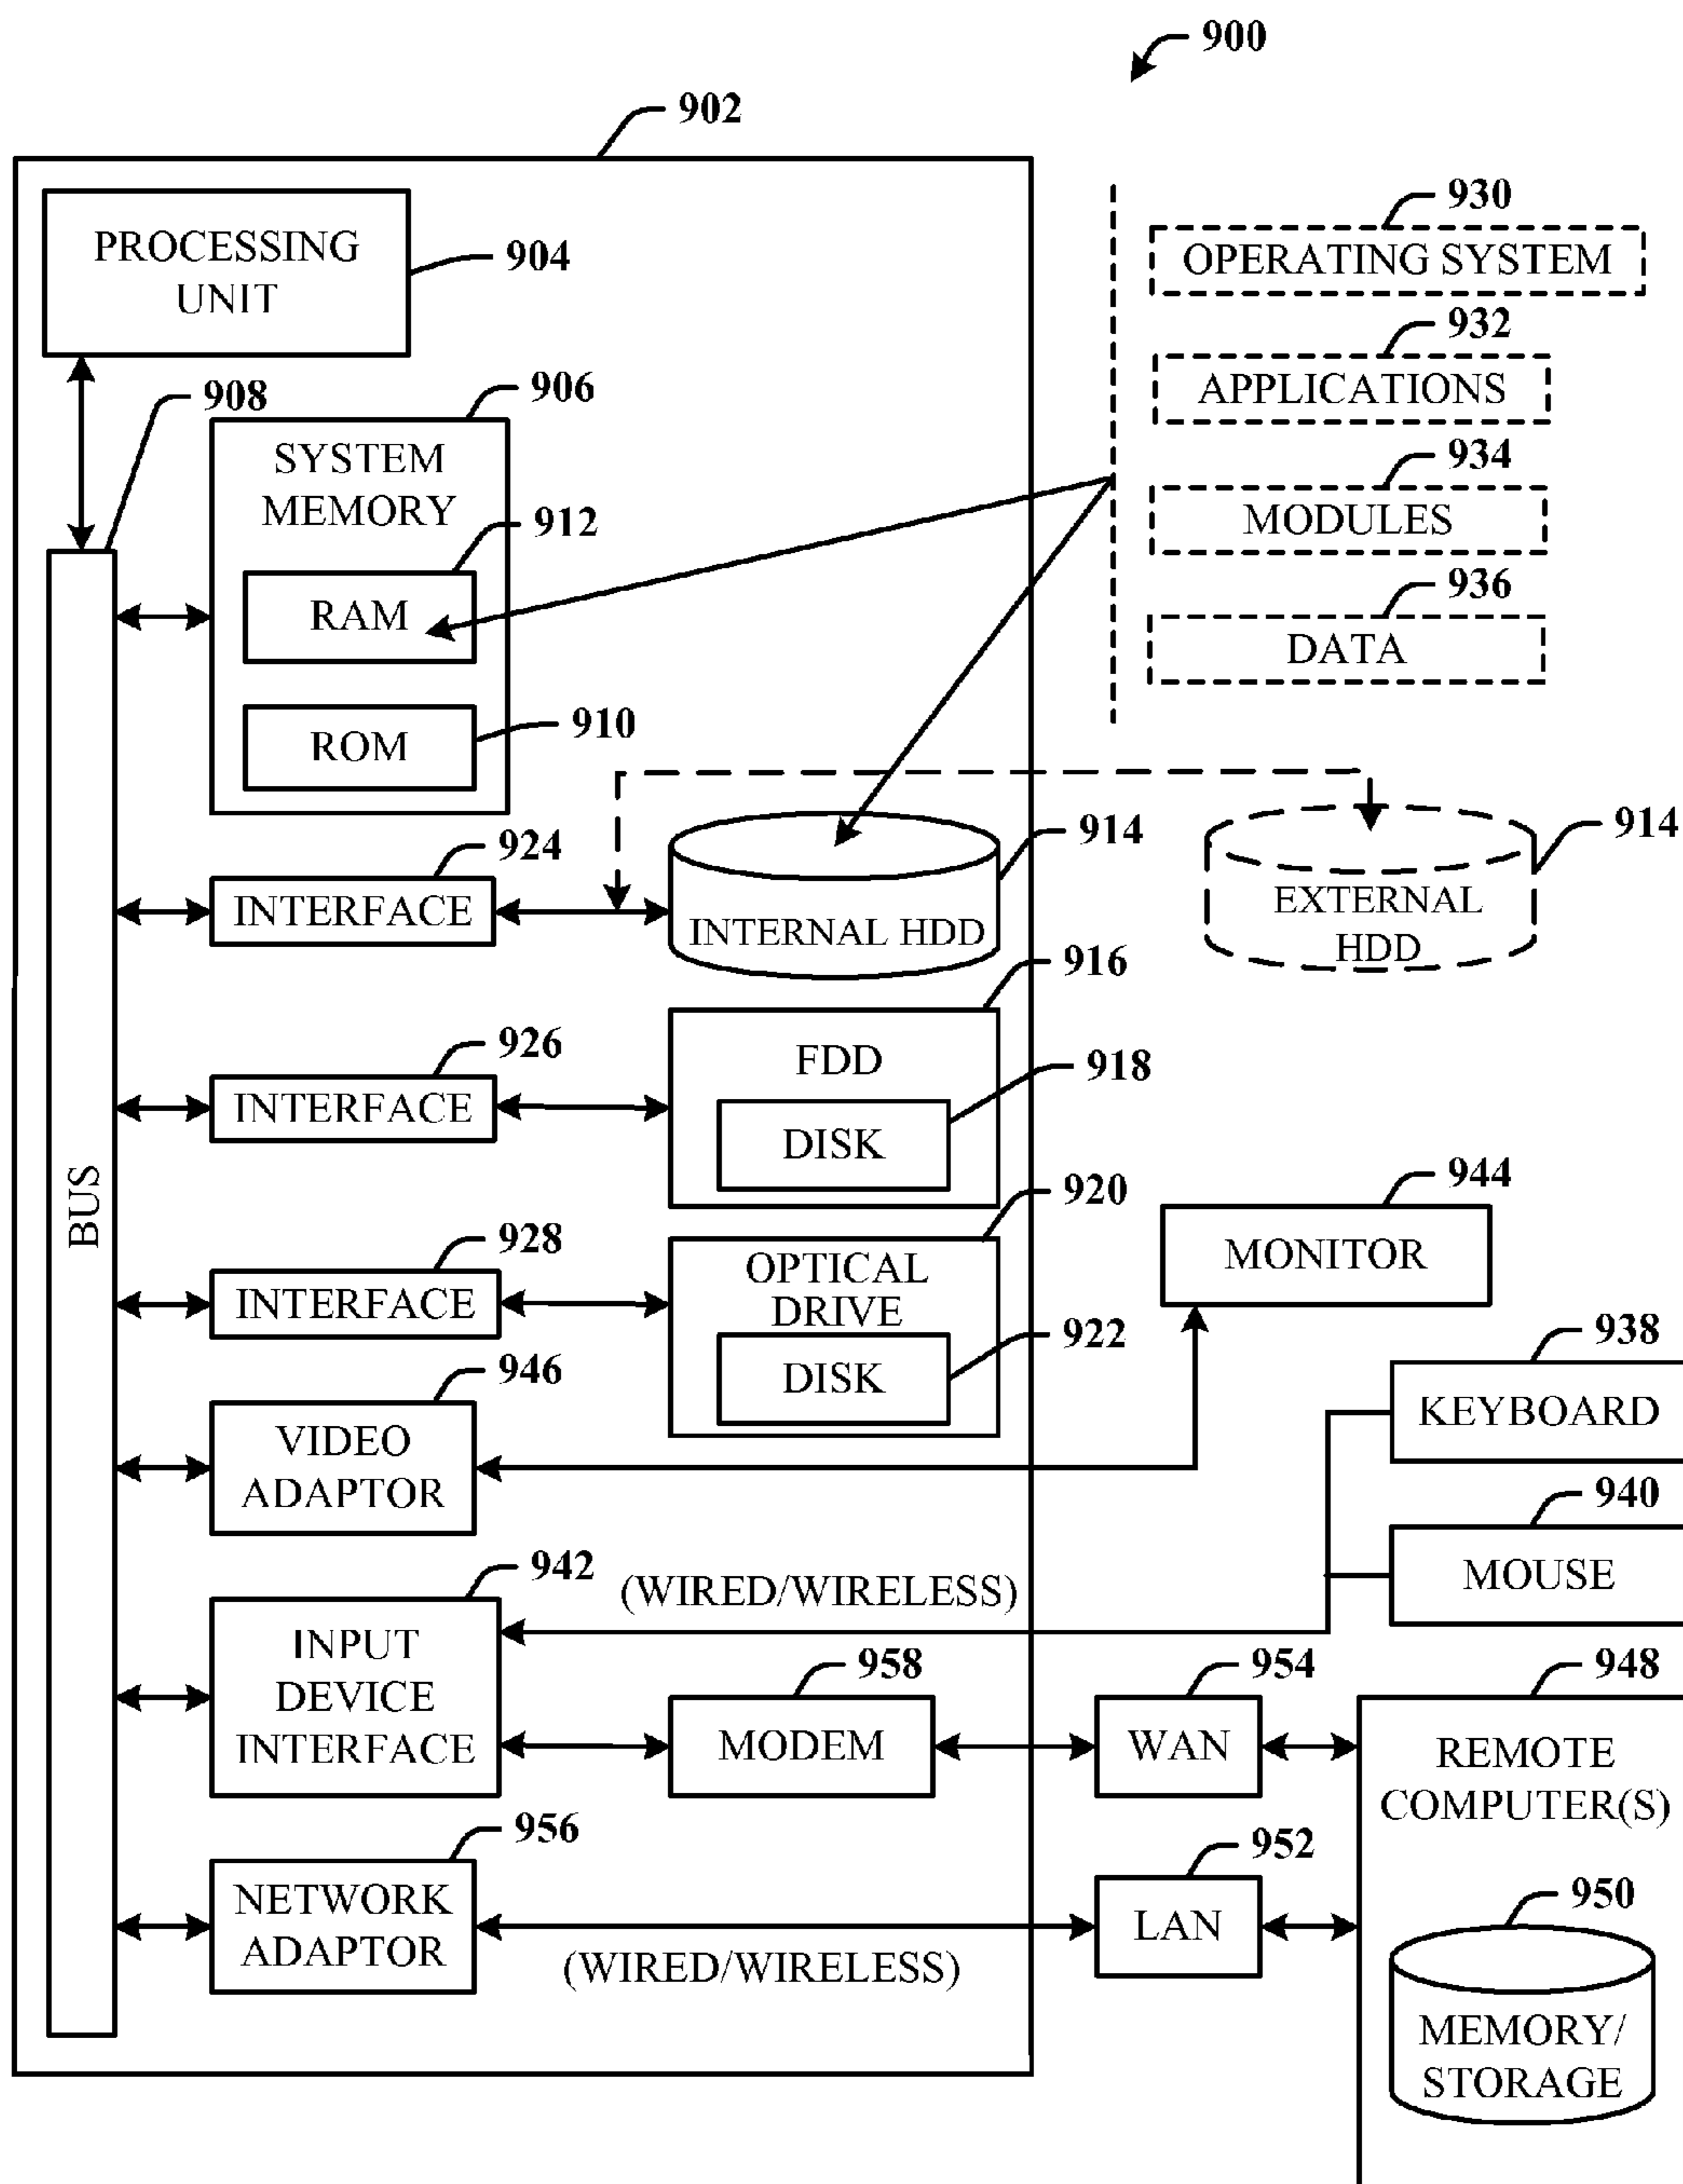 900
902
PROCESSING
UNIT
904
930
OPERATING SYSTEM
932
APPLICATIONS
934
MODULES
936
DATA
908
906
SYSTEM
MEMORY
912
RAM
910
ROM
BUS
924
INTERFACE
914
INTERNAL HDD
914
EXTERNAL
HDD
926
INTERFACE
916
FDD
918
DISK
928
INTERFACE
920
OPTICAL
DRIVE
922
DISK
944
MONITOR
946
VIDEO
ADAPTOR
938
KEYBOARD
940
MOUSE
942
INPUT
DEVICE
INTERFACE
(WIRED/WIRELESS)
958
MODEM
954
WAN
948
REMOTE
COMPUTER(S)
956
NETWORK
ADAPTOR
(WIRED/WIRELESS)
952
LAN
950
MEMORY/
STORAGE